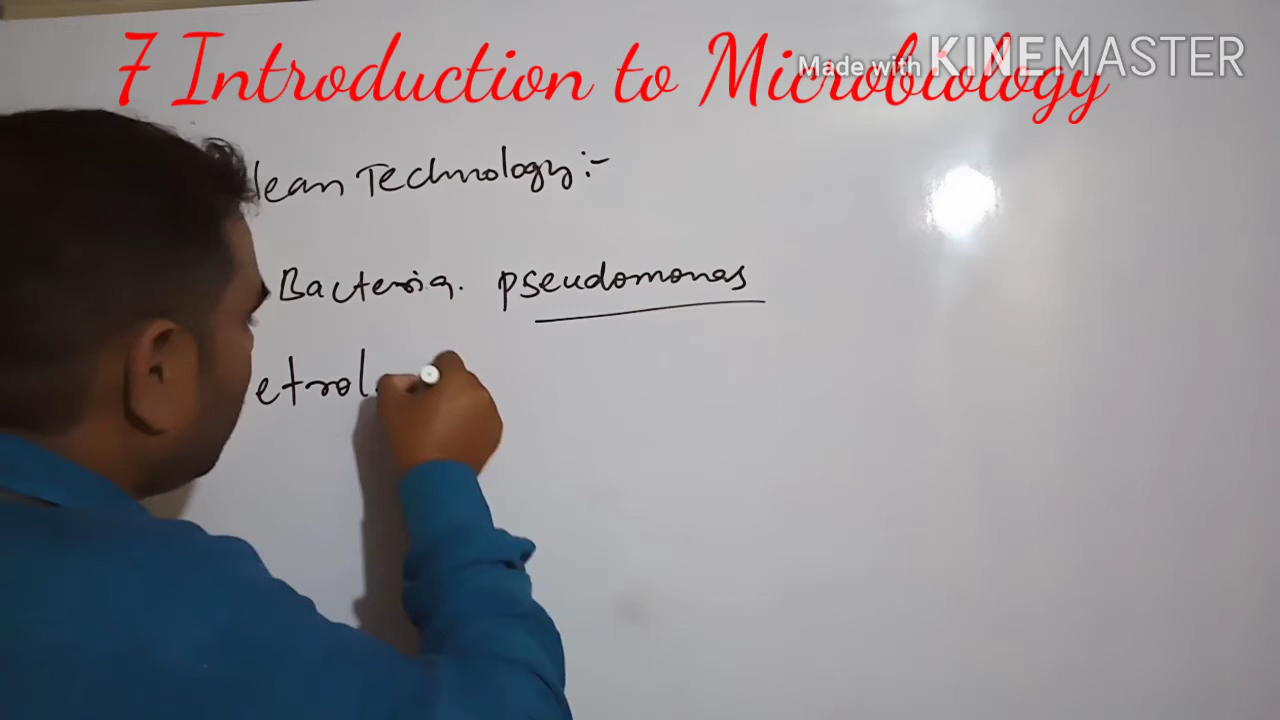 7 Introduction to Microbiology
Made with KINEMASTER
lean Technology:-
Bacteria. pseudomonas
etrol